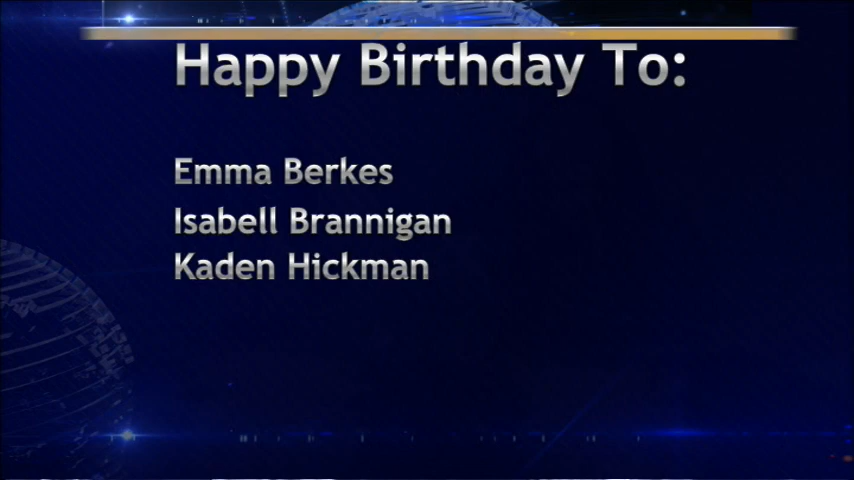 Happy Birthday To:
Emma Berkes
Isabell Brannigan
Kaden Hickman